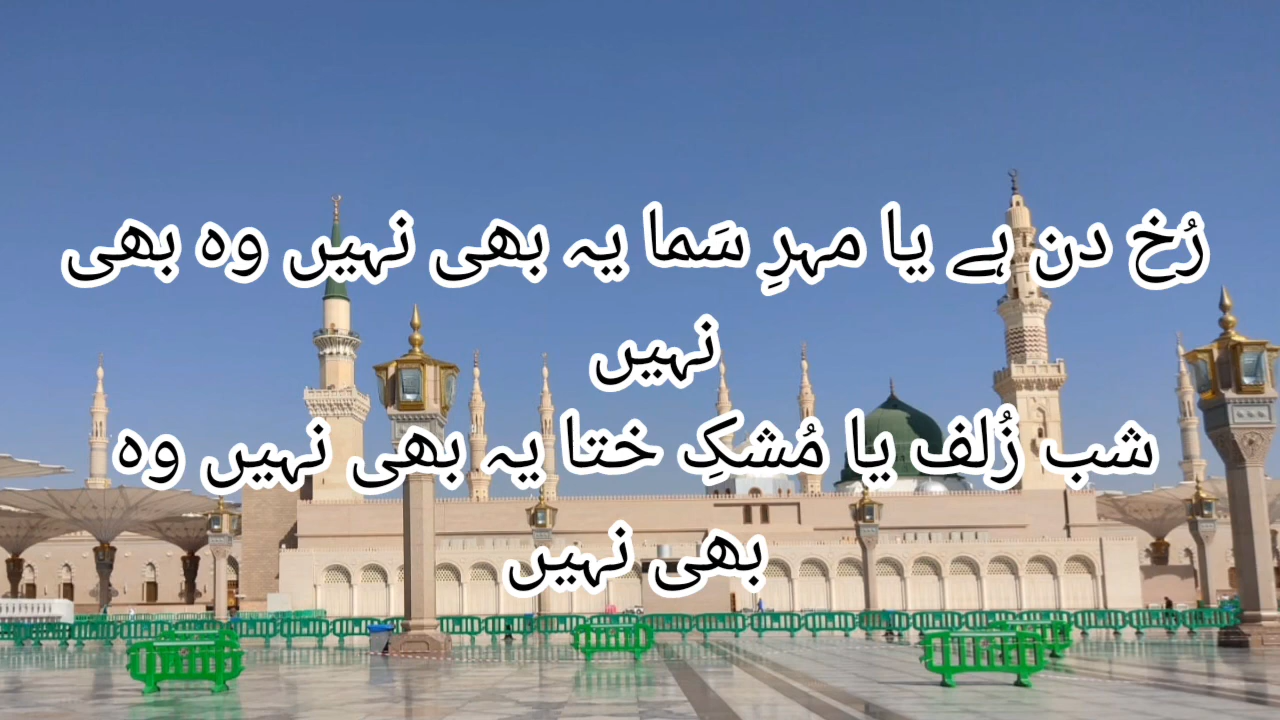 رُخ دن ہے یا مہرِ سَما یہ بھی نہیں وہ بھی
نہیں
شب زُلف یا مُشکِ ختا یہ بھی نہیں وہ
بھی نہیں